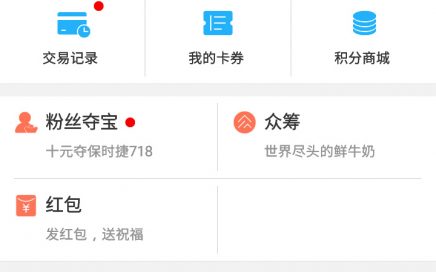 交易记录
我的卡券
积分商城
粉丝夺宝
众筹
十元夺保时捷718
世界尽头的鲜牛奶
红包
发红包，送祝福